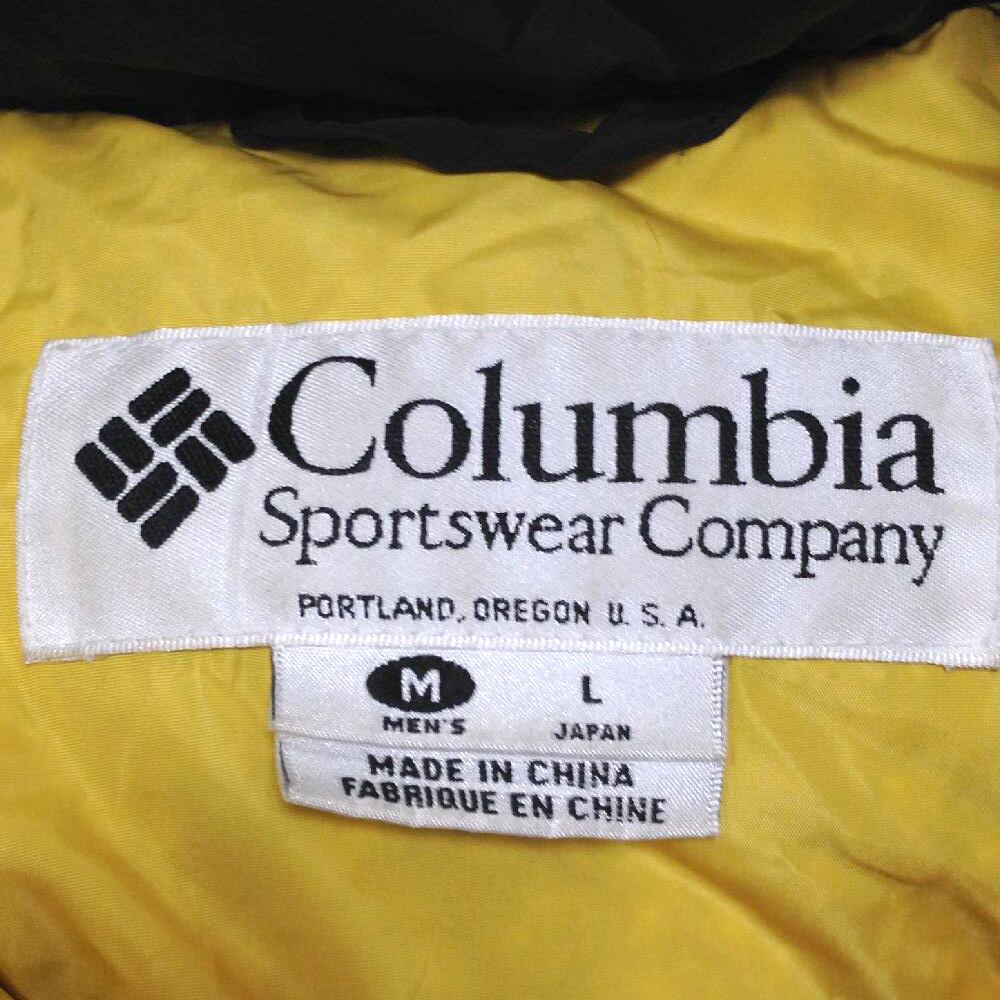 Columbia
Sportswear Company
PORTLAND, OREGON U. S. A.
M L
MEN'S JAPAN
MADE IN CHINA
FABRIQUE EN CHINE